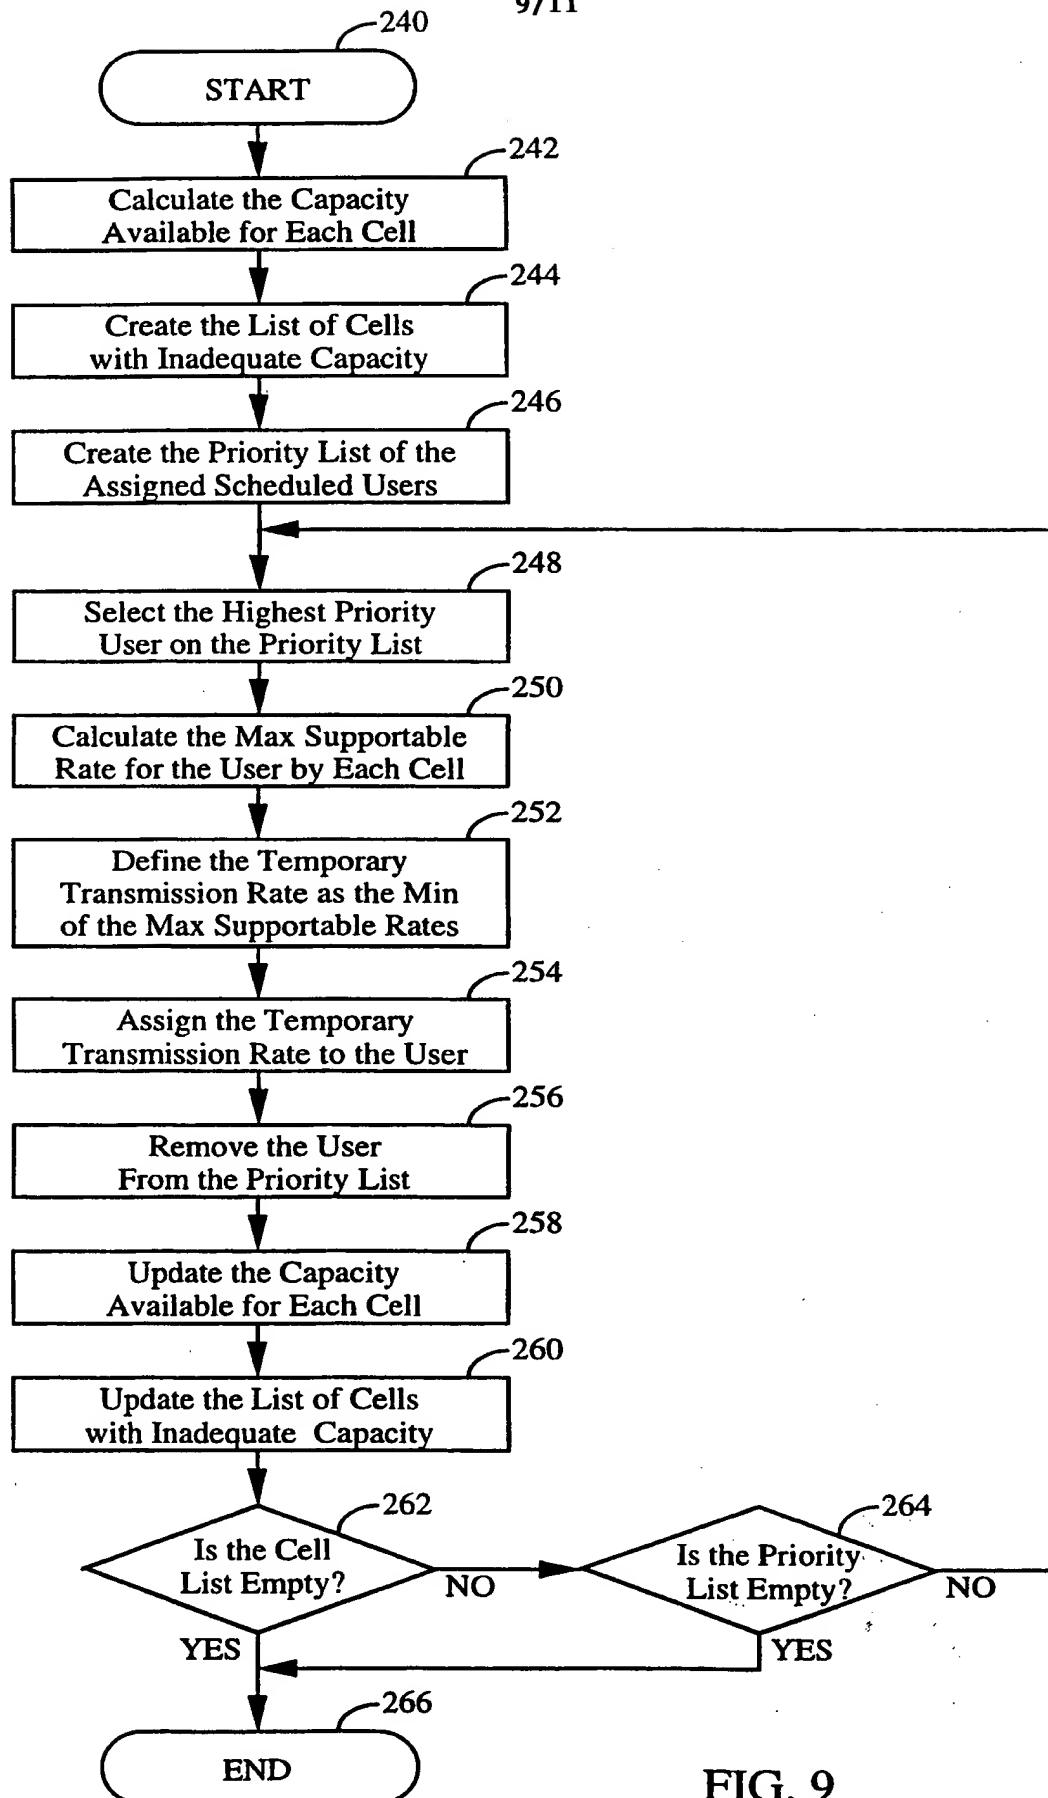 9/11
240
START
242
Calculate the Capacity
Available for Each Cell
244
Create the List of Cells
with Inadequate Capacity
246
Create the Priority List of the
Assigned Scheduled Users
248
Select the Highest Priority
User on the Priority List
250
Calculate the Max Supportable
Rate for the User by Each Cell
252
Define the Temporary
Transmission Rate as the Min
of the Max Supportable Rates
254
Assign the Temporary
Transmission Rate to the User
256
Remove the User
From the Priority List
258
Update the Capacity
Available for Each Cell
260
Update the List of Cells
with Inadequate Capacity
262
Is the Cell
List Empty?
NO
264
Is the Priority
List Empty?
NO
YES
YES
266
END
FIG. 9